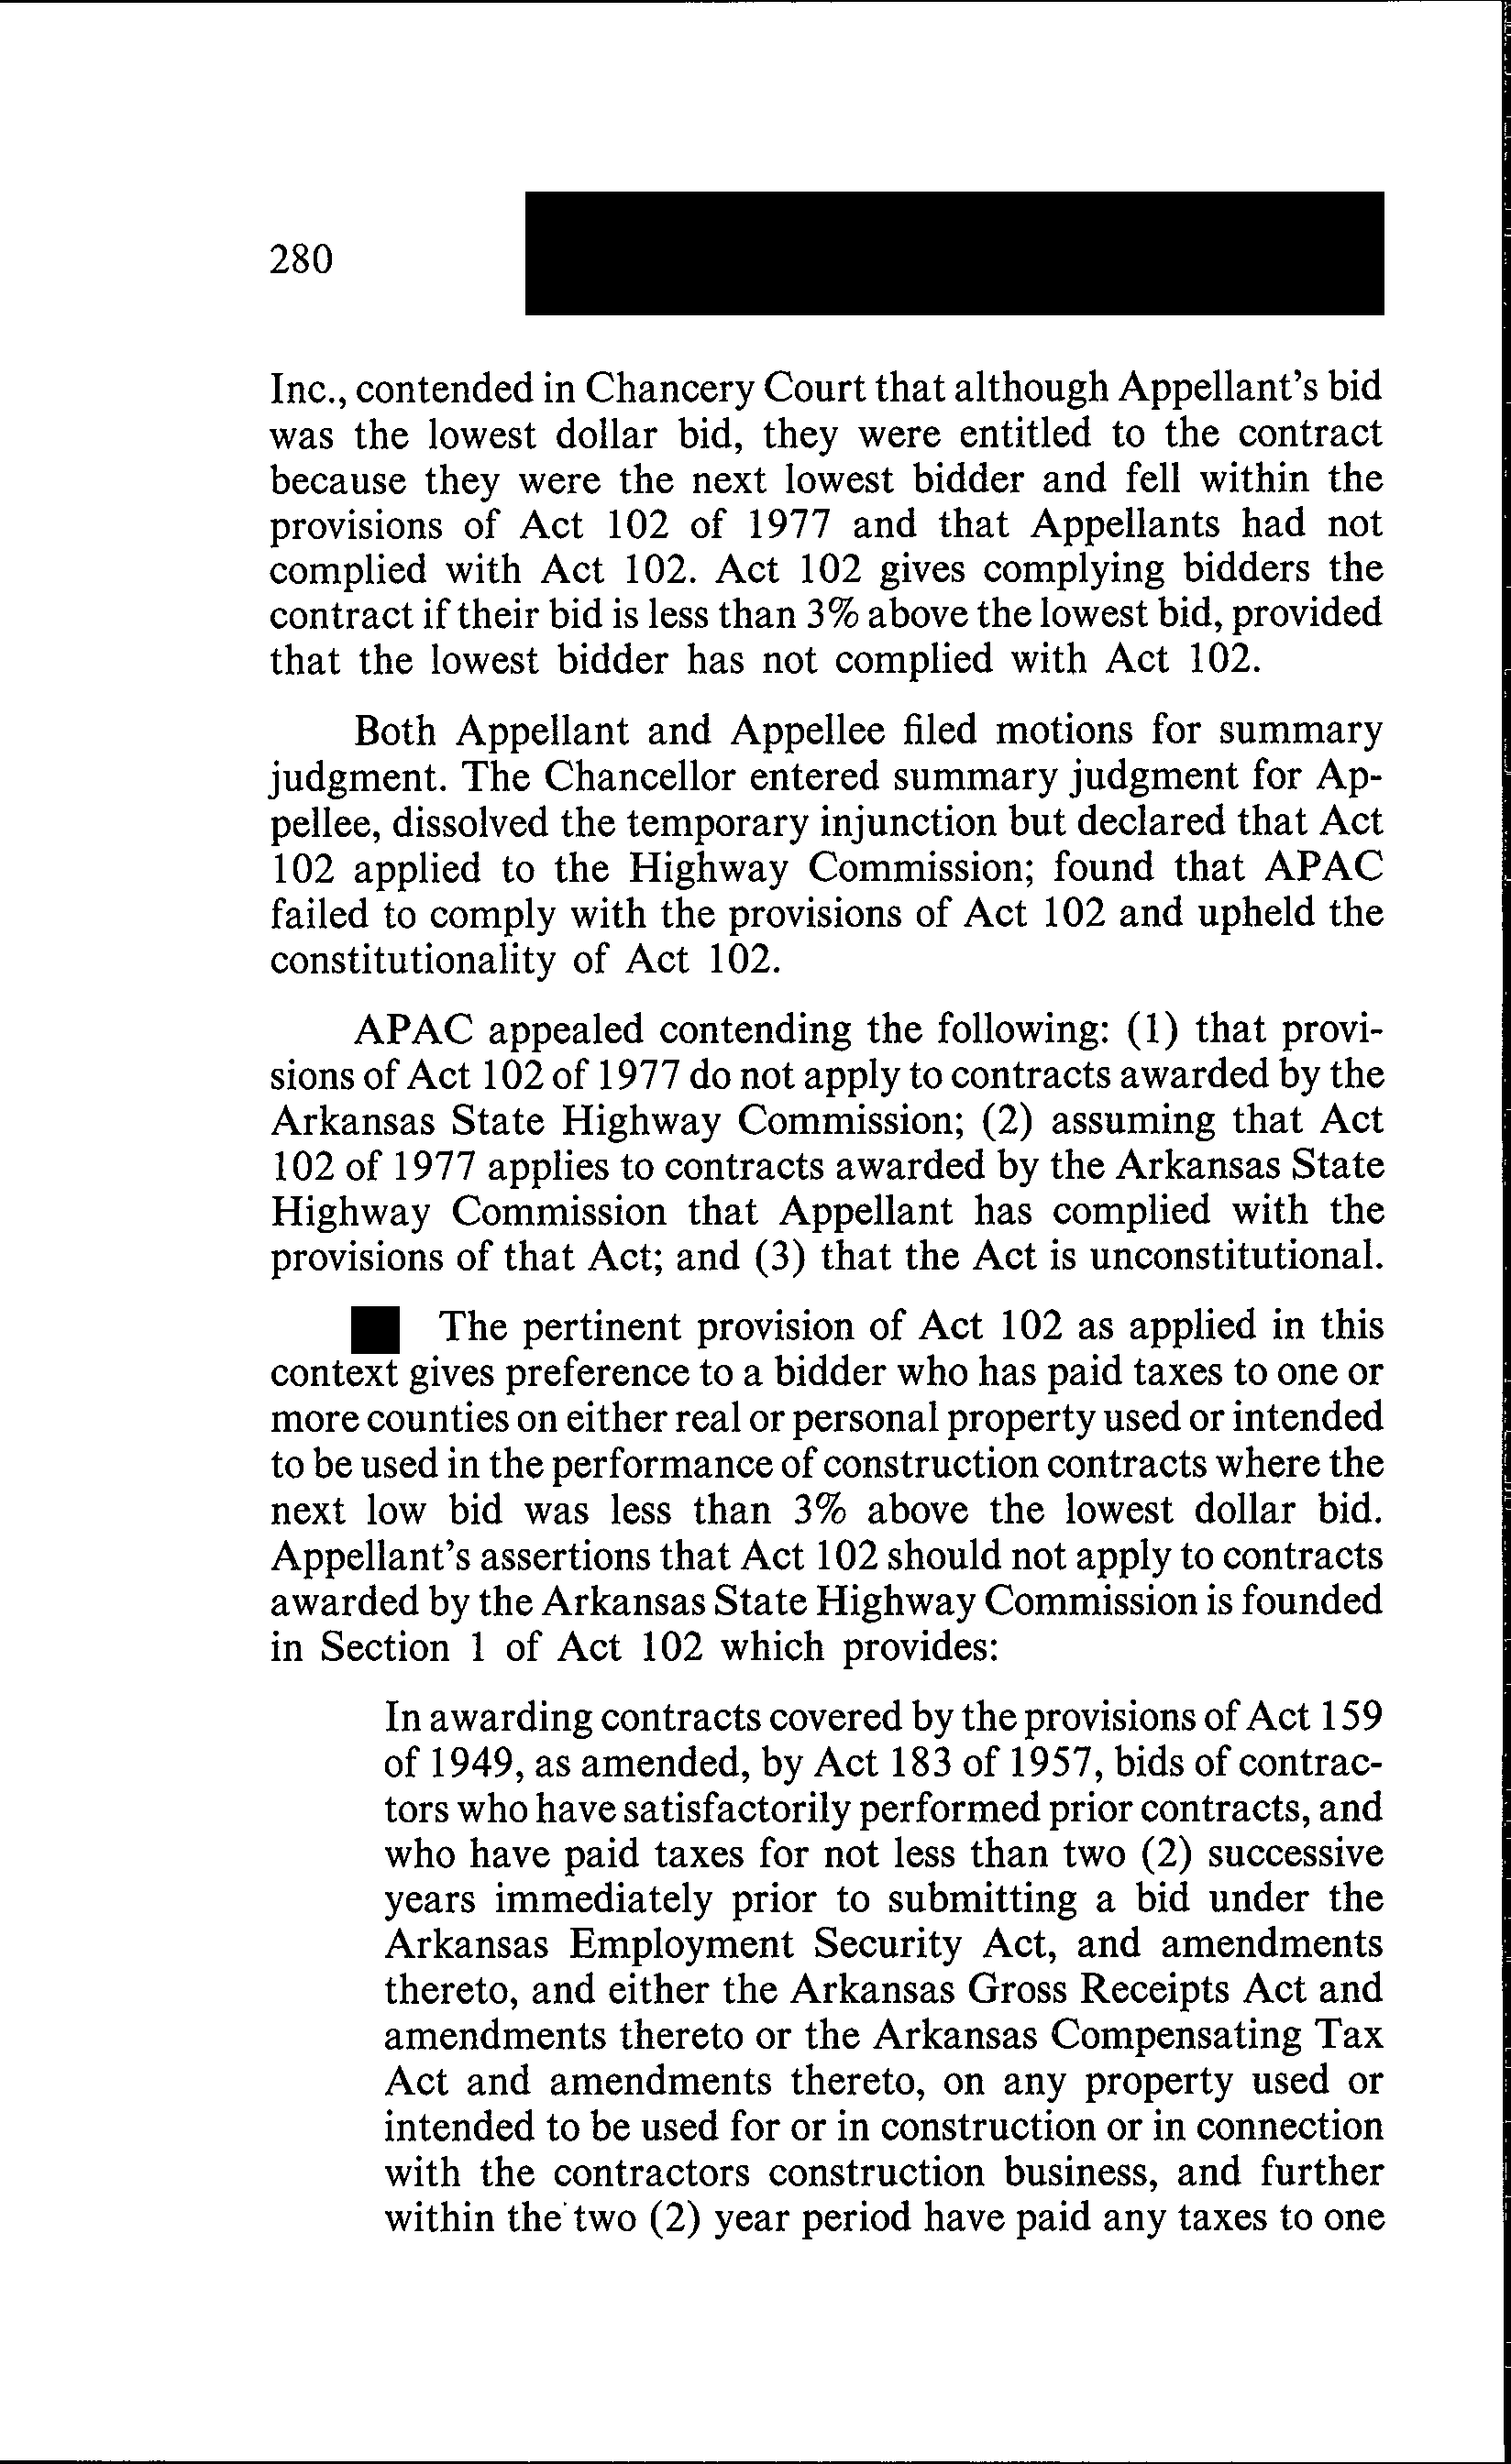 280
Inc., contended in Chancery Court that although Appellant's bid
was the lowest dollar bid, they were entitled to the contract
because they were the next lowest bidder and fell within the
provisions of Act 102 of 1977 and that Appellants had not
complied with Act 102. Act 102 gives complying bidders the
contract if their bid is less than 3% above the lowest bid, provided
that the lowest bidder has not complied with Act 102.
Both Appellant and Appellee filed motions for summary
judgment. The Chancellor entered summary judgment for Ap-
pellee, dissolved the temporary injunction but declared that Act
102 applied to the Highway Commission; found that APAC
failed to comply with the provisions of Act 102 and upheld the
constitutionality of Act 102.
APAC appealed contending the following: (1) that provi-
sions of Act 102 of 1977 do not apply to contracts awarded by the
Arkansas State Highway Commission; (2) assuming that Act
102 of 1977 applies to contracts awarded by the Arkansas State
Highway Commission that Appellant has complied with the
provisions of that Act; and (3) that the Act is unconstitutional.
The pertinent provision of Act 102 as applied in this
context gives preference to a bidder who has paid taxes to one or
more counties on either real or personal property used or intended
to be used in the performance of construction contracts where the
next low bid was less than 3% above the lowest dollar bid.
Appellant's assertions that Act 102 should not apply to contracts
awarded by the Arkansas State Highway Commission is founded
in Section 1 of Act 102 which provides:
In awarding contracts covered by the provisions of Act 159
of 1949, as amended, by Act 183 of 1957, bids of contrac-
tors who have satisfactorily performed prior contracts, and
who have paid taxes for not less than two (2) successive
years immediately prior to submitting a bid under the
Arkansas Employment Security Act, and amendments
thereto, and either the Arkansas Gross Receipts Act and
amendments thereto or the Arkansas Compensating Tax
Act and amendments thereto, on any property used or
intended to be used for or in construction or in connection
with the contractors construction business, and further
within the two (2) year period have paid any taxes to one